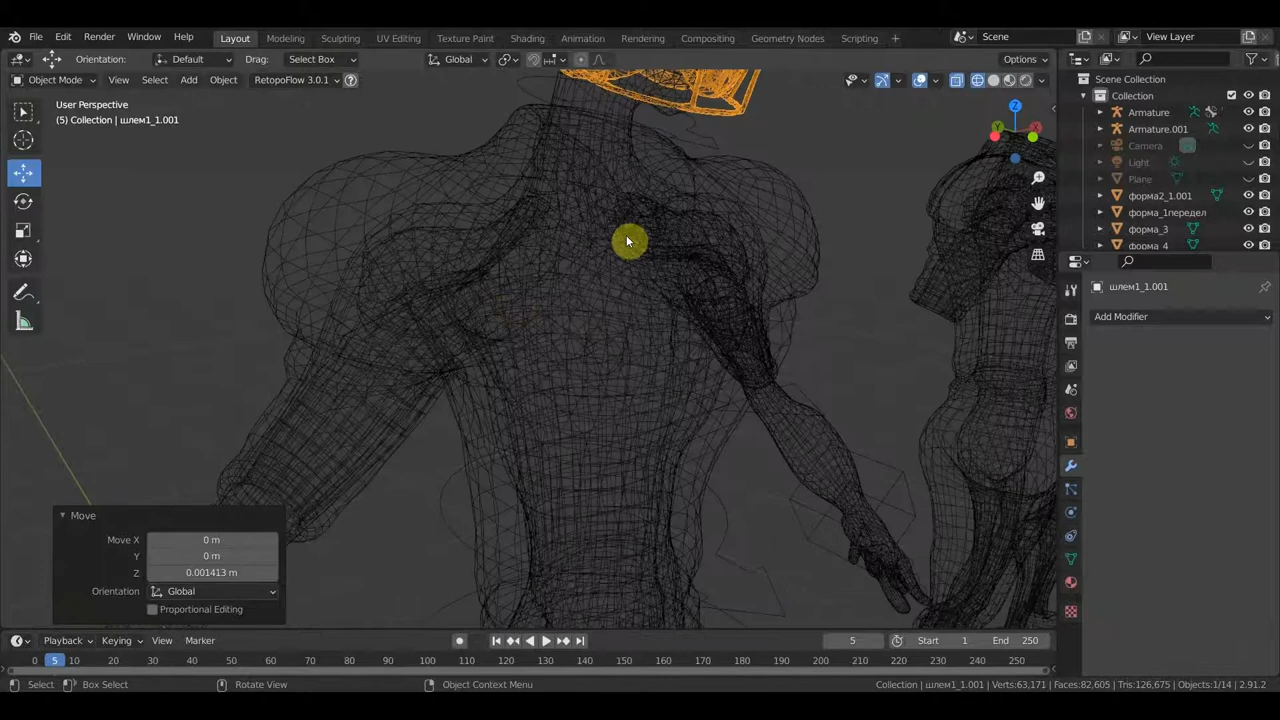 File Edit Render Window Help Layout Modeling Sculpting UV Editing Texture Paint Shading Animation Rendering Compositing Geometry Nodes Scripting + Scene View Layer
Orientation: Default Drag: Select Box Global Options
Object Mode View Select Add Object RetopoFlow 3.0.1 ?
User Perspective
(5) Collection | шлем1_1.001
Z
Y
X
Scene Collection
Collection
Armature
Armature.001
Camera
Light
Plane
форма2_1.001
форма_1передел
форма_3
форма_4
шлем1_1.001
Add Modifier
Move
Move X 0 m
Y 0 m
Z 0.001413 m
Orientation Global
Proportional Editing
Playback Keying View Marker 5 Start 1 End 250
0 5 10 20 30 40 50 60 70 80 90 100 110 120 130 140 150 160 170 180 190 200 210 220 230 240 250
Select Box Select Rotate View Object Context Menu Collection | шлем1_1.001 | Verts:63,171 | Faces:82,605 | Tris:126,675 | Objects:1/14 | 2.91.2